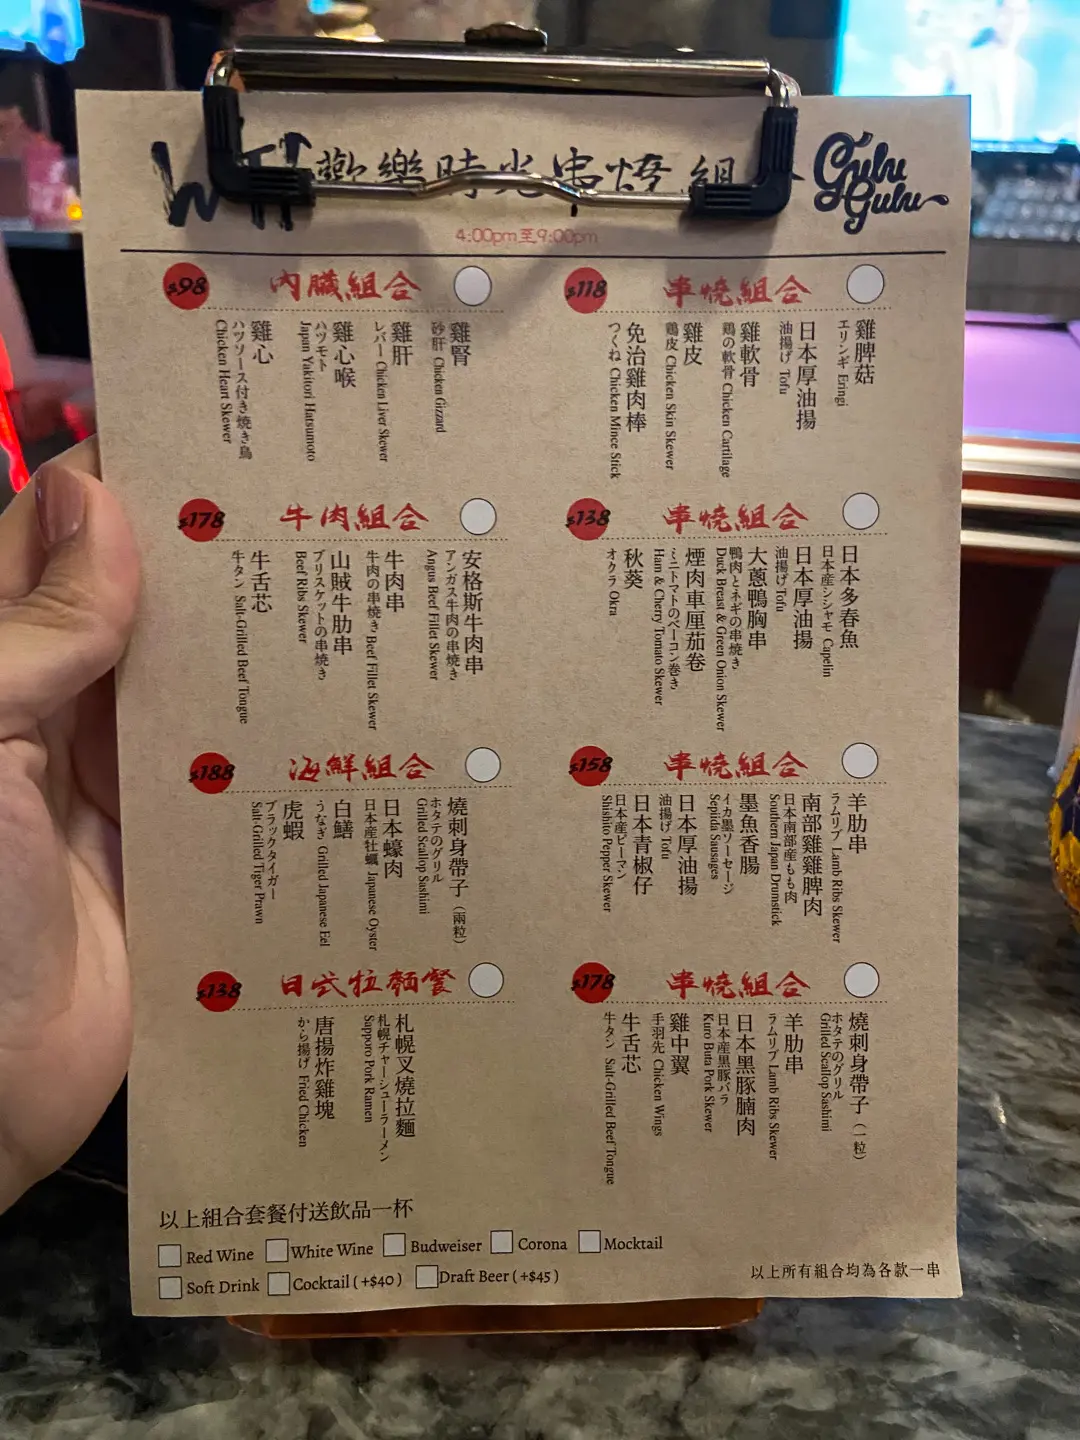 歡樂時光串燒組
Gulu
Gulu
4:00pm至9:00pm
$98
內臟組合
雞腎
砂肝 Chicken Gizzard
雞肝
レバー Chicken Liver Skewer
雞心喉
ハツモト
Japan Yakitori Hatsumoto
雞心
ハツソース付き焼き鳥
Chicken Heart Skewer
$118
串燒組合
雞脾菇
エリンギ Eringi
日本厚油揚
油揚げ Tofu
雞軟骨
鶏の軟骨 Chicken Cartilage
雞皮
鶏皮 Chicken Skin Skewer
免治雞肉棒
つくね Chicken Mince Stick
$178
牛肉組合
安格斯牛肉串
アンガス牛肉の串焼き
Angus Beef Fillet Skewer
牛肉串
牛肉の串焼き Beef Fillet Skewer
山賊牛肋串
ブリスケットの串焼き
Beef Ribs Skewer
牛舌芯
牛タン Salt-Grilled Beef Tongue
$138
串燒組合
日本多春魚
日本産シシャモ Capelin
日本厚油揚
油揚げ Tofu
大蔥鴨胸串
鴨肉とネギの串焼き
Duck Breast & Green Onion Skewer
煙肉車厘茄卷
ミニトマトのベーコン巻き
Ham & Cherry Tomato Skewer
秋葵
オクラ Okra
$188
海鮮組合
燒刺身帶子（兩粒）
ホタテのグリル
Grilled Scallop Sashimi
日本蠔肉
日本産牡蠣 Japanese Oyster
白鱔
うなぎ Grilled Japanese Eel
虎蝦
ブラックタイガー
Salt-Grilled Tiger Prawn
$158
串燒組合
羊肋串
ラムリブ Lamb Ribs Skewer
南部雞雞脾肉
日本南部産もも肉
Southern Japan Drumstick
墨魚香腸
イカ墨ソーセージ
Sepiida Sausages
日本厚油揚
油揚げ Tofu
日本青椒仔
日本産ピーマン
Shishito Pepper Skewer
$138
日式拉麵餐
札幌叉燒拉麵
札幌チャーシューラーメン
Sapporo Pork Ramen
唐揚炸雞塊
から揚げ Fried Chicken
$178
串燒組合
燒刺身帶子（一粒）
ホタテのグリル
Grilled Scallop Sashimi
羊肋串
ラムリブ Lamb Ribs Skewer
日本黑豚腩肉
日本産黒豚バラ
Kuro Buta Pork Skewer
雞中翼
手羽先 Chicken Wings
牛舌芯
牛タン Salt-Grilled Beef Tongue
以上組合套餐付送飲品一杯
Red Wine White Wine Budweiser Corona Mocktail
Soft Drink Cocktail (+$40) Draft Beer (+$45)
以上所有組合均為各款一串